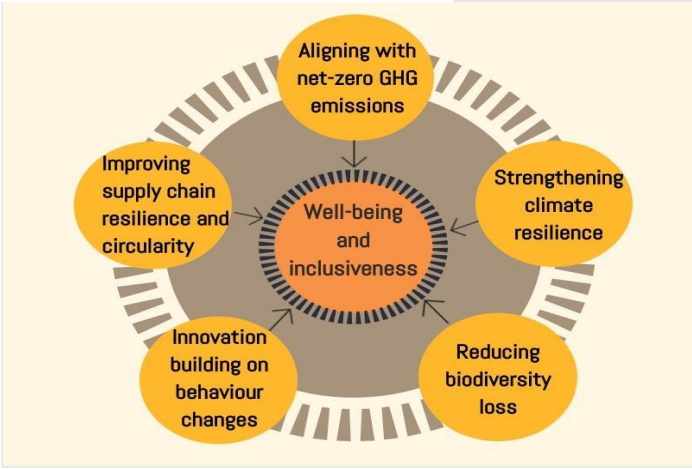 Aligning with
net-zero GHG
emissions
Improving
supply chain
resilience and
circularity
Strengthening
climate
resilience
Well-being
and
inclusiveness
Innovation
building on
behaviour
changes
Reducing
biodiversity
loss